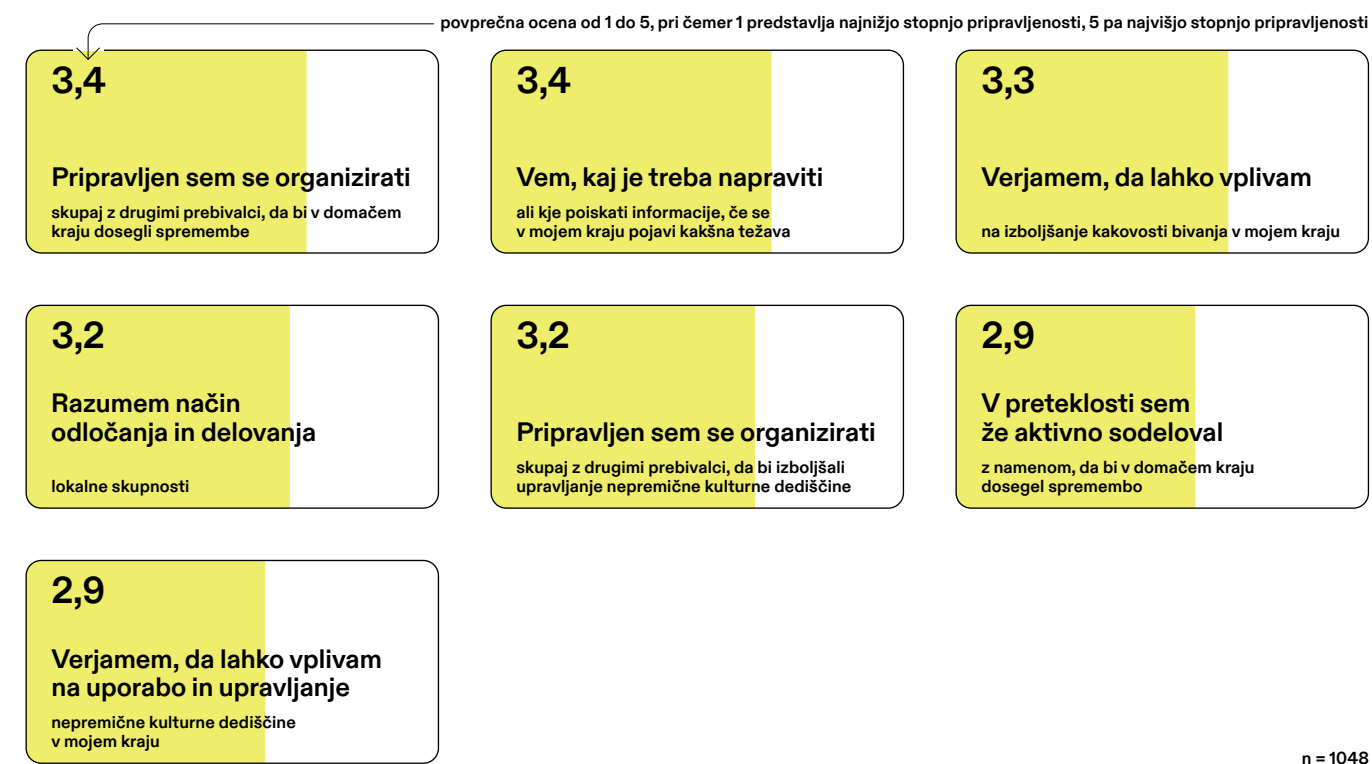 povprečna ocena od 1 do 5, pri čemer 1 predstavlja najnižjo stopnjo pripravljenosti, 5 pa najvišjo stopnjo pripravljenosti
3,4
Pripravljen sem se organizirati
skupaj z drugimi prebivalci, da bi v domačem
kraju dosegli spremembe
3,4
Vem, kaj je treba napraviti
ali kje poiskati informacije, če se
v mojem kraju pojavi kakšna težava
3,3
Verjamem, da lahko vplivam
na izboljšanje kakovosti bivanja v mojem kraju
3,2
Razumem način
odločanja in delovanja
lokalne skupnosti
3,2
Pripravljen sem se organizirati
skupaj z drugimi prebivalci, da bi izboljšali
upravljanje nepremične kulturne dediščine
2,9
V preteklosti sem
že aktivno sodeloval
z namenom, da bi v domačem kraju
dosegel spremembo
2,9
Verjamem, da lahko vplivam
na uporabo in upravljanje
nepremične kulturne dediščine
v mojem kraju
n = 1048